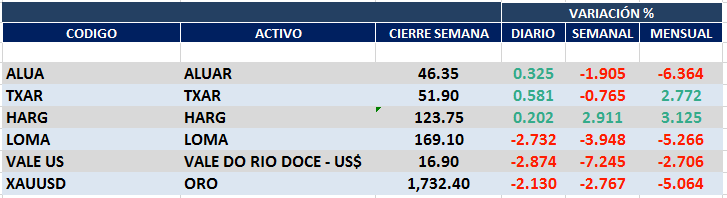 VARIACIÓN %
CODIGO ACTIVO CIERRE SEMANA DIARIO SEMANAL MENSUAL
ALUA ALUAR 46.35 0.325 -1.905 -6.364
TXAR TXAR 51.90 0.581 -0.765 2.772
HARG HARG 123.75 0.202 2.911 3.125
LOMA LOMA 169.10 -2.732 -3.948 -5.266
VALE US VALE DO RIO DOCE - US$ 16.90 -2.874 -7.245 -2.706
XAUUSD ORO 1,732.40 -2.130 -2.767 -5.064